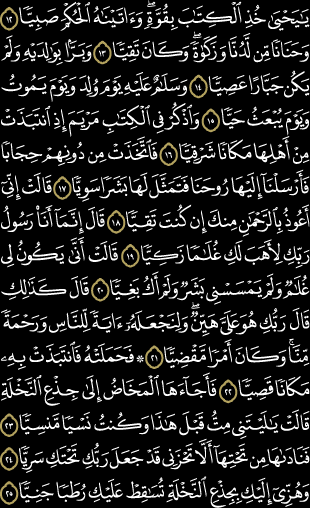 يَٰيَحْيَىٰ خُذِ ٱلْكِتَٰبَ بِقُوَّةٍۢ ۖ وَءَاتَيْنَٰهُ ٱلْحُكْمَ صَبِيًّۭا ١٢
وَحَنَانًۭا مِّن لَّدُنَّا وَزَكَوٰةًۭ ۖ وَكَانَ تَقِيًّۭا ١٣ وَبَرًّۢا بِوَٰلِدَيْهِ وَلَمْ
يَكُن جَبَّارًا عَصِيًّۭا ١٤ وَسَلَٰمٌ عَلَيْهِ يَوْمَ وُلِدَ وَيَوْمَ يَمُوتُ
وَيَوْمَ يُبْعَثُ حَيًّۭا ١٥ وَٱذْكُرْ فِى ٱلْكِتَٰبِ مَرْيَمَ إِذِ ٱنتَبَذَتْ
مِنْ أَهْلِهَا مَكَانًۭا شَرْقِيًّۭا ١٦ فَٱتَّخَذَتْ مِن دُونِهِمْ حِجَابًۭا
فَأَرْسَلْنَآ إِلَيْهَا رُوحَنَا فَتَمَثَّلَ لَهَا بَشَرًۭا سَوِيًّۭا ١٧ قَالَتْ إِنِّىٓ
أَعُوذُ بِٱلرَّحْمَٰنِ مِنكَ إِن كُنتَ تَقِيًّۭا ١٨ قَالَ إِنَّمَآ أَنَا۠ رَسُولُ
رَبِّكِ لِأَهَبَ لَكِ غُلَٰمًۭا زَكِيًّۭا ١٩ قَالَتْ أَنَّىٰ يَكُونُ لِى
غُلَٰمٌۭ وَلَمْ يَمْسَسْنِى بَشَرٌۭ وَلَمْ أَكُ بَغِيًّۭا ٢٠ قَالَ كَذَٰلِكِ
قَالَ رَبُّكِ هُوَ عَلَىَّ هَيِّنٌۭ ۖ وَلِنَجْعَلَهُۥٓ ءَايَةًۭ لِّلنَّاسِ وَرَحْمَةًۭ
مِّنَّا ۚ وَكَانَ أَمْرًۭا مَّقْضِيًّۭا ٢١ ۞ فَحَمَلَتْهُ فَٱنتَبَذَتْ بِهِۦ
مَكَانًۭا قَصِيًّۭا ٢٢ فَأَجَآءَهَا ٱلْمَخَاضُ إِلَىٰ جِذْعِ ٱلنَّخْلَةِ
قَالَتْ يَٰلَيْتَنِى مِتُّ قَبْلَ هَٰذَا وَكُنتُ نَسْيًۭا مَّنسِيًّۭا ٢٣
فَنَادَىٰهَا مِن تَحْتِهَآ أَلَّا تَحْزَنِى قَدْ جَعَلَ رَبُّكِ تَحْتَكِ سَرِيًّۭا ٢٤
وَهُزِّىٓ إِلَيْكِ بِجِذْعِ ٱلنَّخْلَةِ تُسَٰقِطْ عَلَيْكِ رُطَبًۭا جَنِيًّۭا ٢٥